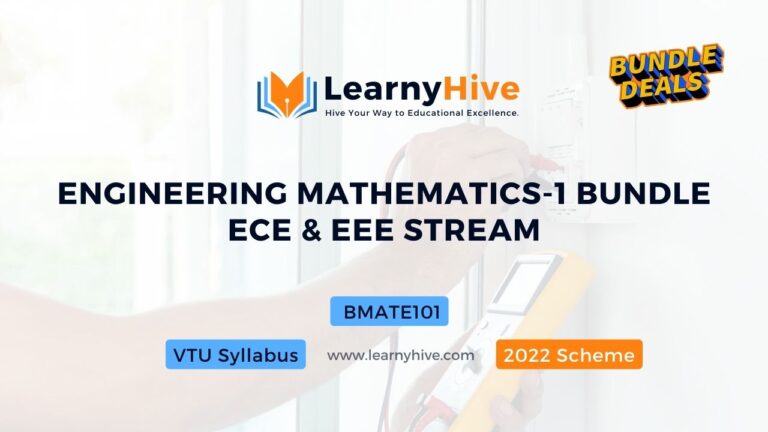 LearnyHive
Hive Your Way to Educational Excellence.
BUNDLE
DEALS
ENGINEERING MATHEMATICS-1 BUNDLE
ECE & EEE STREAM
BMATE101
VTU Syllabus
www.learnyhive.com
2022 Scheme